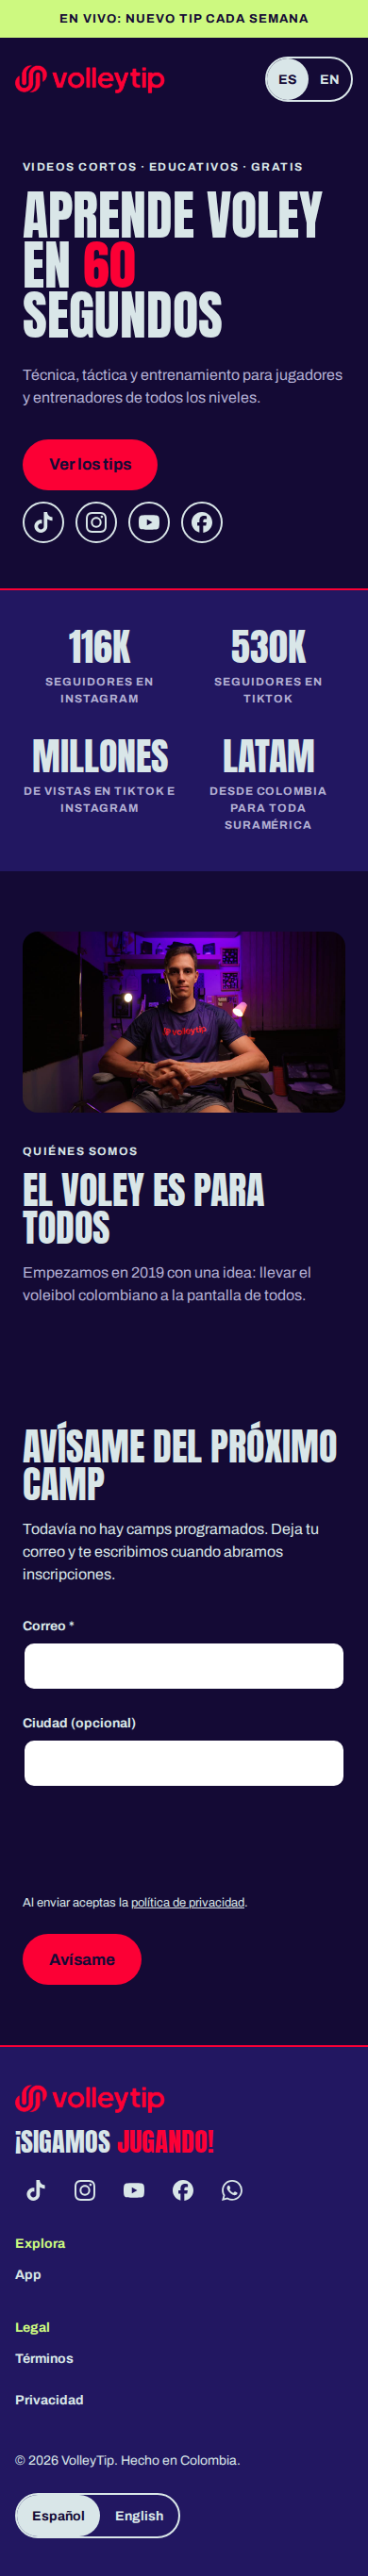 EN VIVO: NUEVO TIP CADA SEMANA
volleytip
ES EN
VIDEOS CORTOS · EDUCATIVOS · GRATIS
APRENDE VOLEY
EN 60
SEGUNDOS
Técnica, táctica y entrenamiento para jugadores
y entrenadores de todos los niveles.
Ver los tips
116K
SEGUIDORES EN
INSTAGRAM
530K
SEGUIDORES EN
TIKTOK
MILLONES
DE VISTAS EN TIKTOK E
INSTAGRAM
LATAM
DESDE COLOMBIA
PARA TODA
SURAMÉRICA
volleytip
QUIÉNES SOMOS
EL VOLEY ES PARA
TODOS
Empezamos en 2019 con una idea: llevar el
voleibol colombiano a la pantalla de todos.
AVÍSAME DEL PRÓXIMO
CAMP
Todavía no hay camps programados. Deja tu
correo y te escribimos cuando abramos
inscripciones.
Correo *
Ciudad (opcional)
Al enviar aceptas la política de privacidad.
Avísame
volleytip
¡SIGAMOS JUGANDO!
Explora
App
Legal
Términos
Privacidad
© 2026 VolleyTip. Hecho en Colombia.
Español English